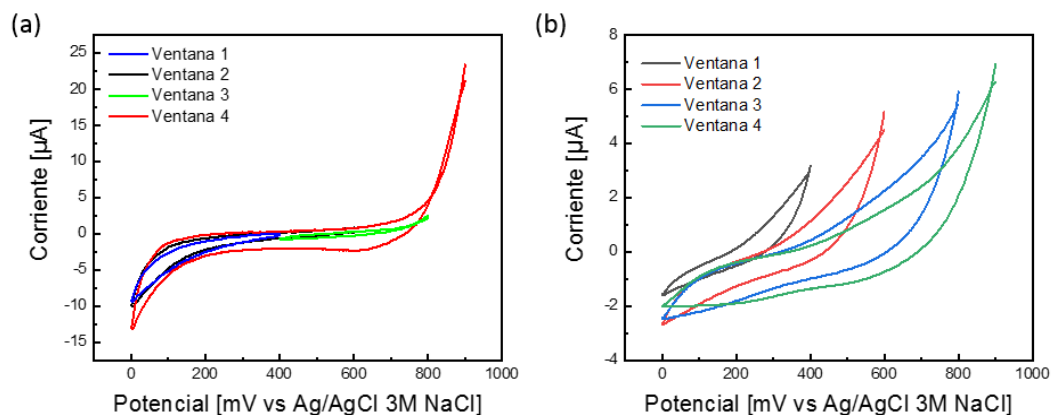 (a)
25
20
15
10
5
0
-5
-10
-15
Corriente [µA]
Ventana 1
Ventana 2
Ventana 3
Ventana 4
0
200
400
600
800
1000
Potencial [mV vs Ag/AgCl 3M NaCl]
(b)
8
6
4
2
0
-2
-4
Corriente [µA]
Ventana 1
Ventana 2
Ventana 3
Ventana 4
0
200
400
600
800
1000
Potencial [mV vs Ag/AgCl 3M NaCl]